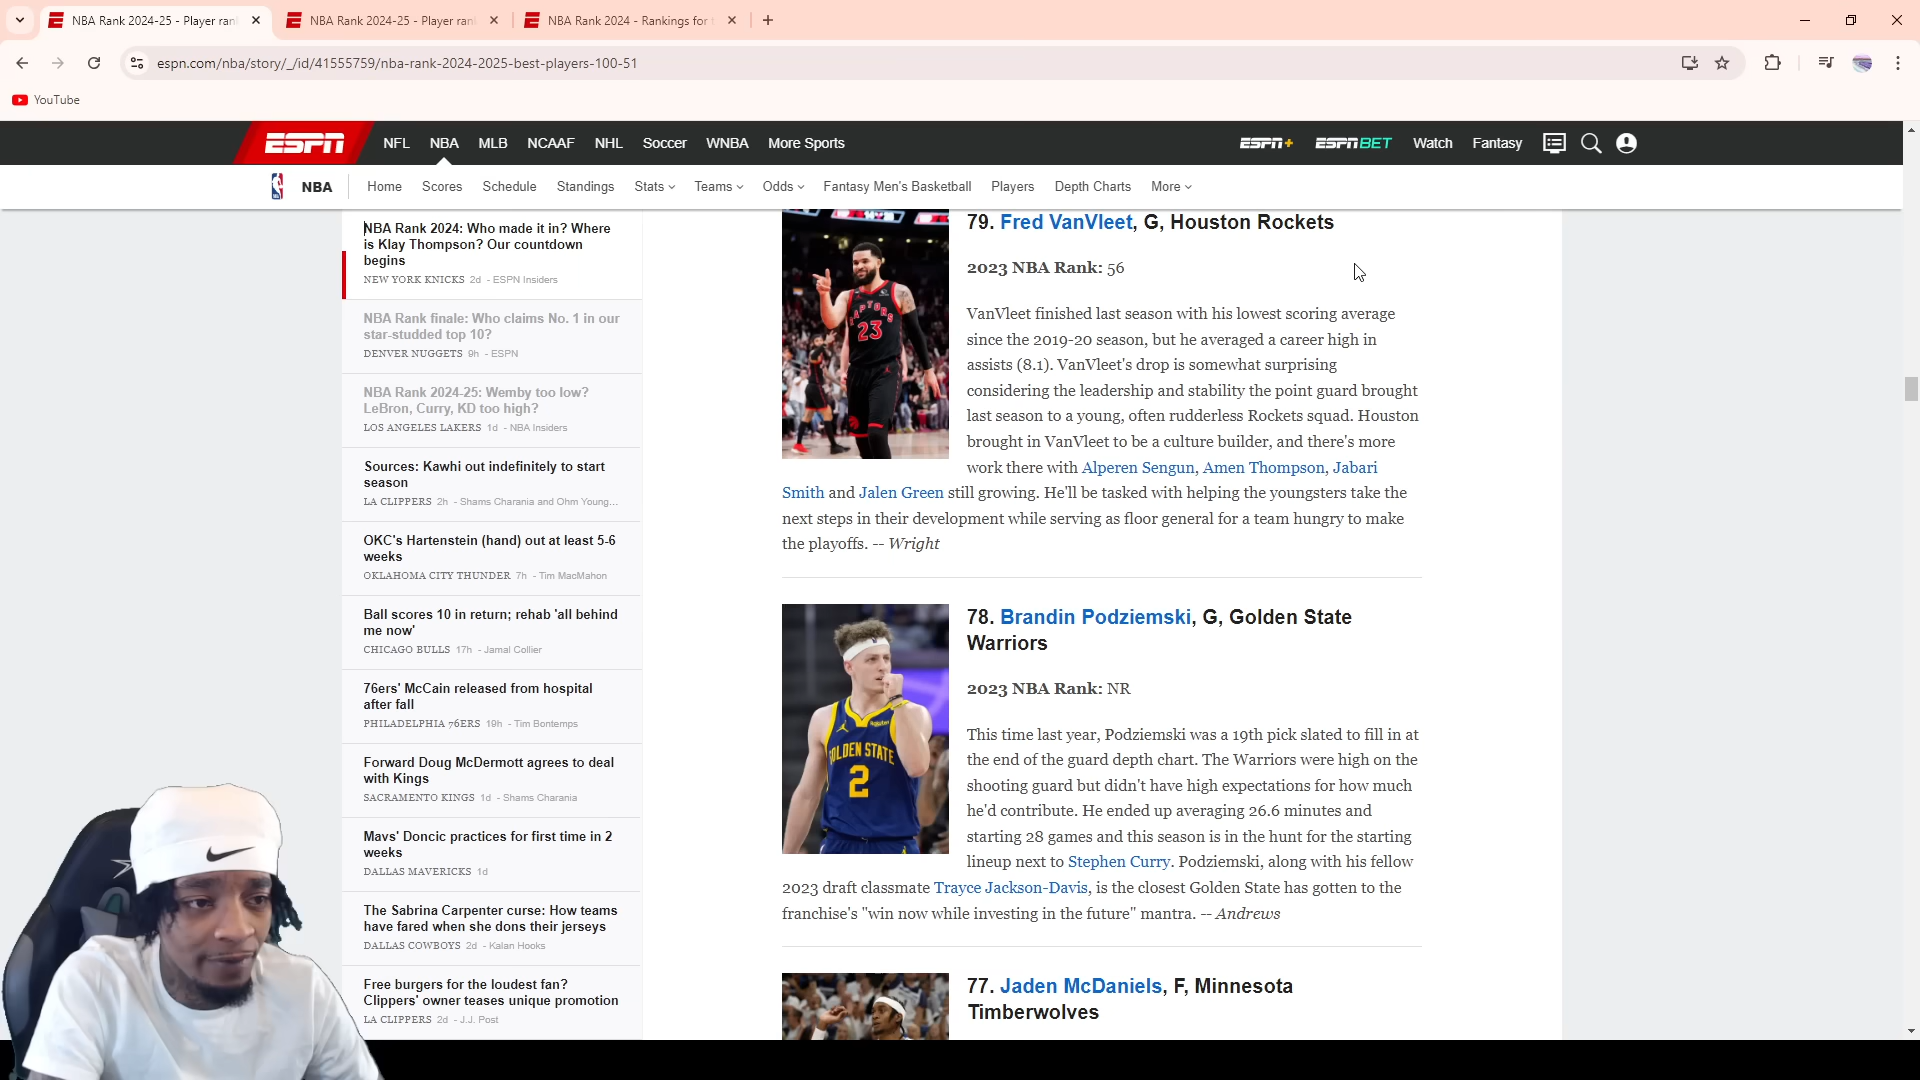 NBA Rank 2024-25 - Player ran
NBA Rank 2024-25 - Player ran
NBA Rank 2024 - Rankings for t
espn.com/nba/story/_/id/41555759/nba-rank-2024-2025-best-players-100-51
YouTube
ESPN NFL NBA MLB NCAAF NHL Soccer WNBA More Sports ESPN+ ESPN BET Watch Fantasy
NBA Home Scores Schedule Standings Stats Teams Odds Fantasy Men's Basketball Players Depth Charts More
NBA Rank 2024: Who made it in? Where
is Klay Thompson? Our countdown
begins
NEW YORK KNICKS 2d - ESPN Insiders
NBA Rank finale: Who claims No. 1 in our
star-studded top 10?
DENVER NUGGETS 9h - ESPN
NBA Rank 2024-25: Wemby too low?
LeBron, Curry, KD too high?
LOS ANGELES LAKERS 1d - NBA Insiders
Sources: Kawhi out indefinitely to start
season
LA CLIPPERS 2h - Shams Charania and Ohm Young...
OKC's Hartenstein (hand) out at least 5-6
weeks
OKLAHOMA CITY THUNDER 7h - Tim MacMahon
Ball scores 10 in return; rehab 'all behind
me now'
CHICAGO BULLS 17h - Jamal Collier
76ers' McCain released from hospital
after fall
PHILADELPHIA 76ERS 19h - Tim Bontemps
Forward Doug McDermott agrees to deal
with Kings
SACRAMENTO KINGS 1d - Shams Charania
Mavs' Doncic practices for first time in 2
weeks
DALLAS MAVERICKS 1d
The Sabrina Carpenter curse: How teams
have fared when she dons their jerseys
DALLAS COWBOYS 2d - Kalan Hooks
Free burgers for the loudest fan?
Clippers' owner teases unique promotion
LA CLIPPERS 2d - J.J. Post
79. Fred VanVleet, G, Houston Rockets
2023 NBA Rank: 56
VanVleet finished last season with his lowest scoring average
since the 2019-20 season, but he averaged a career high in
assists (8.1). VanVleet's drop is somewhat surprising
considering the leadership and stability the point guard brought
last season to a young, often rudderless Rockets squad. Houston
brought in VanVleet to be a culture builder, and there's more
work there with Alperen Sengun, Amen Thompson, Jabari
Smith and Jalen Green still growing. He'll be tasked with helping the youngsters take the
next steps in their development while serving as floor general for a team hungry to make
the playoffs. -- Wright
RAPTORS
23
78. Brandin Podziemski, G, Golden State
Warriors
2023 NBA Rank: NR
This time last year, Podziemski was a 19th pick slated to fill in at
the end of the guard depth chart. The Warriors were high on the
shooting guard but didn't have high expectations for how much
he'd contribute. He ended up averaging 26.6 minutes and
starting 28 games and this season is in the hunt for the starting
lineup next to Stephen Curry. Podziemski, along with his fellow
2023 draft classmate Trayce Jackson-Davis, is the closest Golden State has gotten to the
franchise's "win now while investing in the future" mantra. -- Andrews
GOLDEN STATE
2
77. Jaden McDaniels, F, Minnesota
Timberwolves